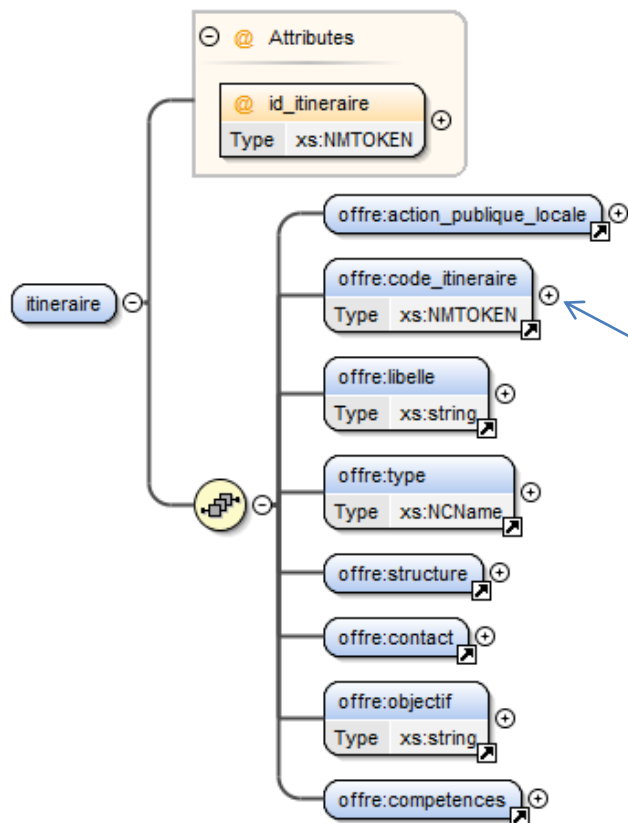 @ Attributes
@ id_itineraire
Type xs:NMTOKEN
offre:action_publique_locale
offre:code_itineraire
Type xs:NMTOKEN
itineraire
offre:libelle
Type xs:string
offre:type
Type xs:NCName
offre:structure
offre:contact
offre:objectif
Type xs:string
offre:competences